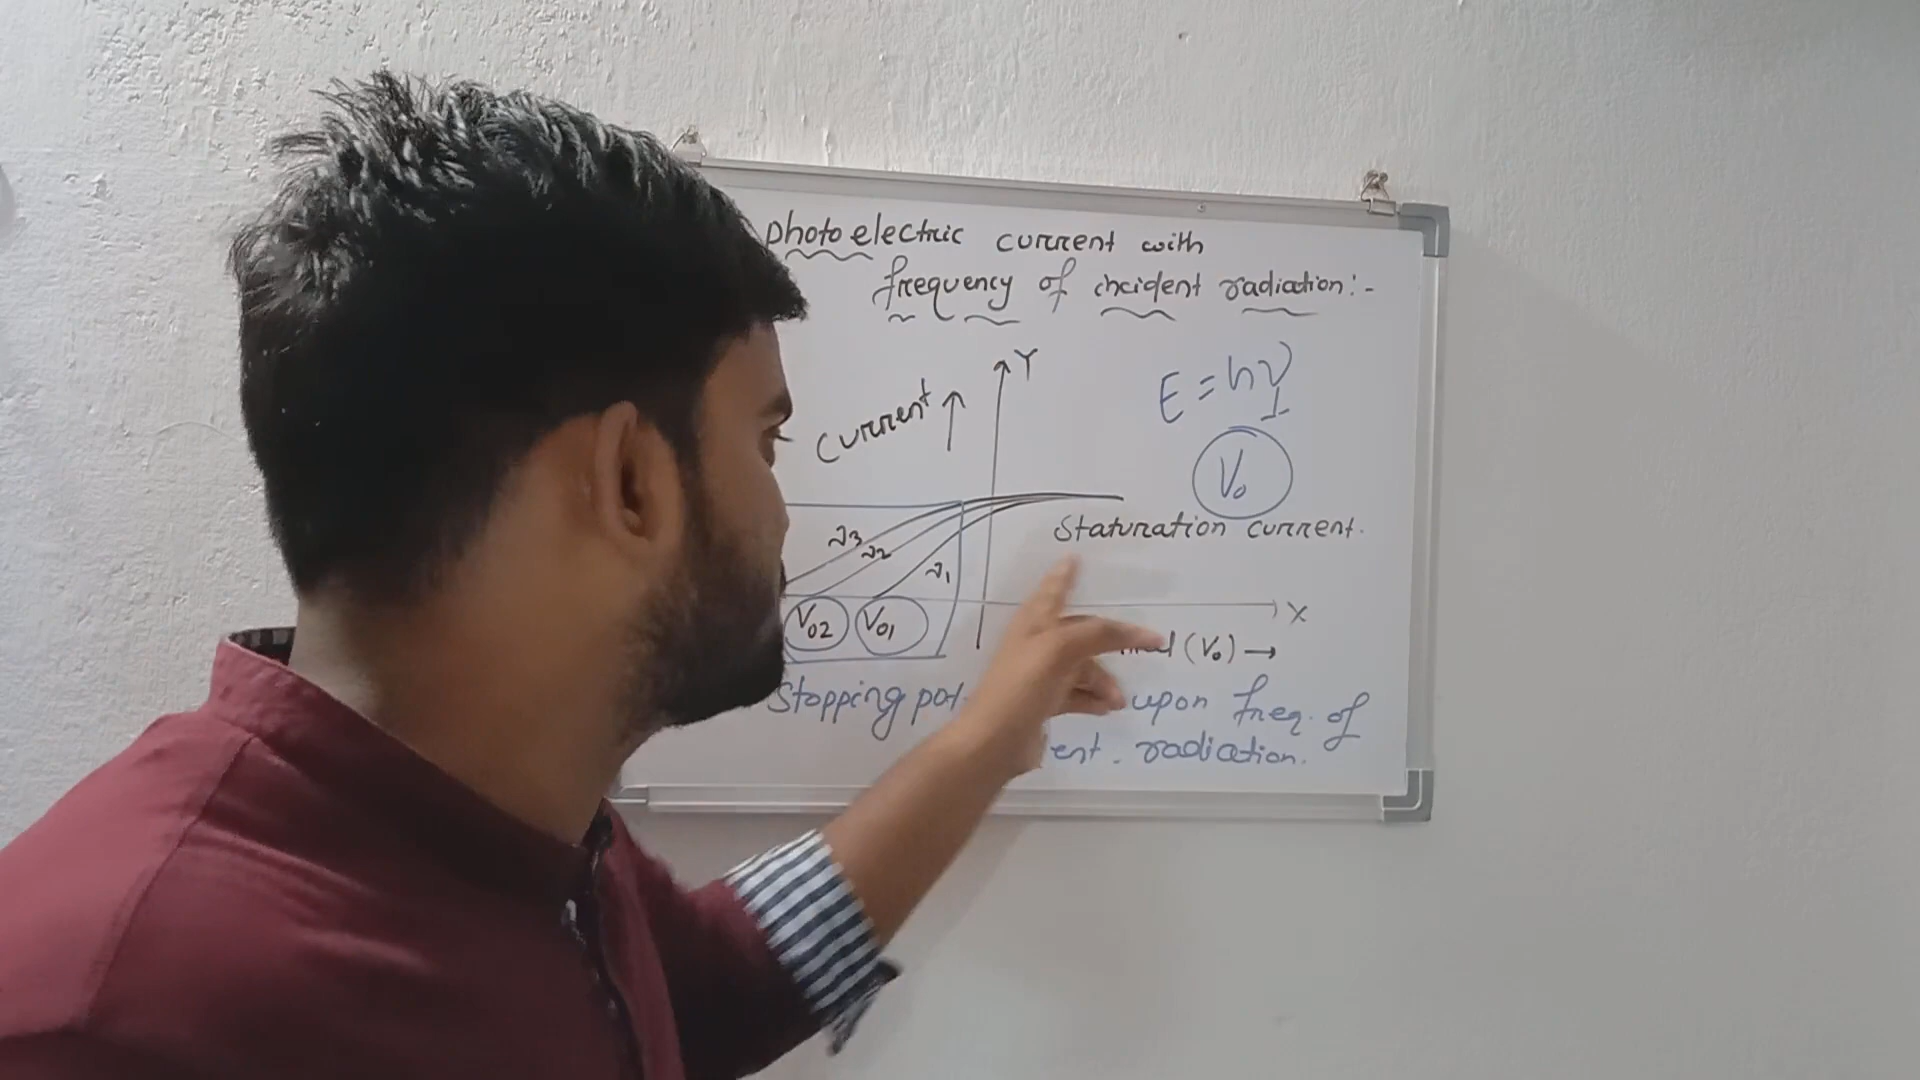 photo electric current with
frequency of incident radiation:-
Y
Current ↑
E = hν
V₀
ν3
ν2
ν1
Staturation current.
V02
V01
X
(V₀) →
Stopping pot upon freq. of
radiation.